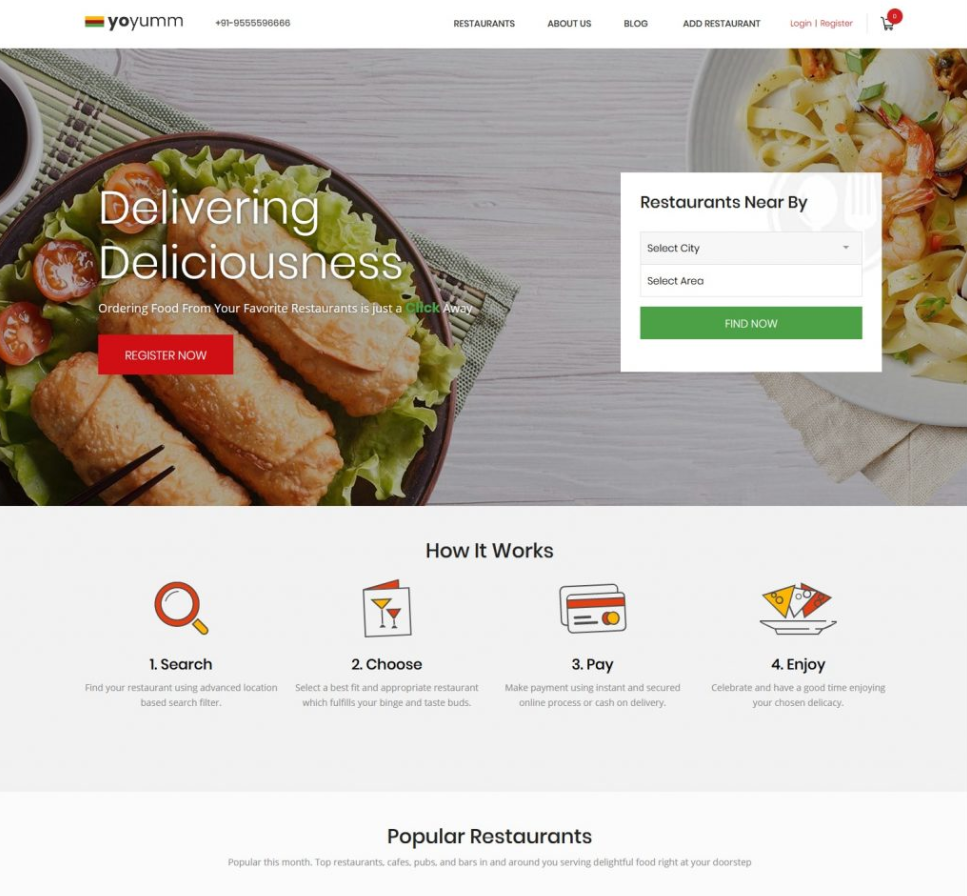 yoyumm
+91-9555596666
RESTAURANTS
ABOUT US
BLOG
ADD RESTAURANT
Login | Register
0
Delivering
Deliciousness
Ordering Food From Your Favorite Restaurants is just a Click Away
REGISTER NOW
Restaurants Near By
Select City
Select Area
FIND NOW
How It Works
1. Search
Find your restaurant using advanced location
based search filter.
2. Choose
Select a best fit and appropriate restaurant
which fulfills your binge and taste buds.
3. Pay
Make payment using instant and secured
online process or cash on delivery.
4. Enjoy
Celebrate and have a good time enjoying
your chosen delicacy.
Popular Restaurants
Popular this month. Top restaurants, cafes, pubs, and bars in and around you serving delightful food right at your doorstep